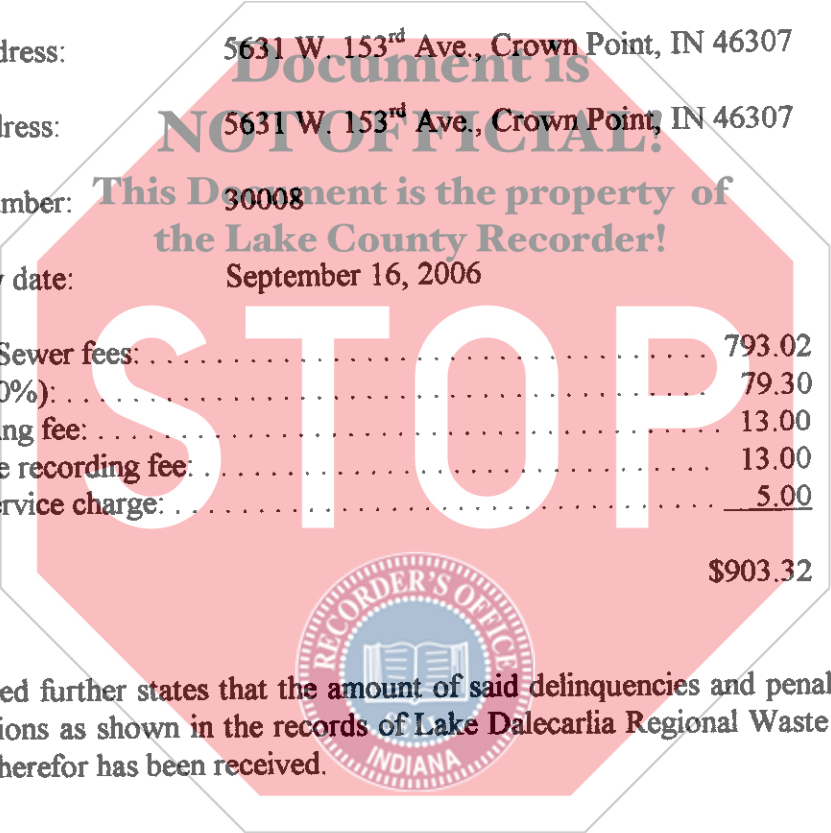 dress: 5631 W. 153rd Ave., Crown Point, IN 46307
Document is
dress: 5631 W. 153rd Ave., Crown Point, IN 46307
NOT OFFICIAL!
mber: 30008
This Document is the property of
the Lake County Recorder!
y date: September 16, 2006
STOP
Sewer fees: 793.02
0%): 79.30
ng fee: 13.00
e recording fee: 13.00
ervice charge: 5.00
$903.32
RECORDER'S OFFICE
INDIANA
ed further states that the amount of said delinquencies and penal
ions as shown in the records of Lake Dalecarlia Regional Waste
herefor has been received.